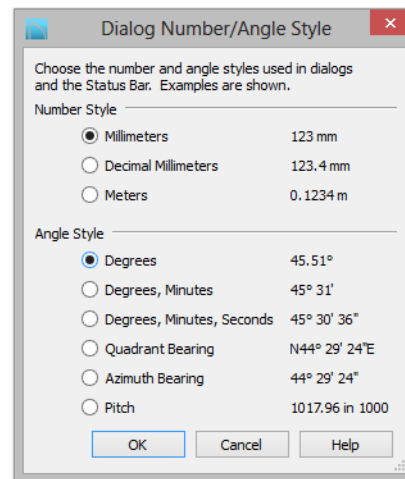 Dialog Number/Angle Style
Choose the number and angle styles used in dialogs
and the Status Bar. Examples are shown.
Number Style
Millimeters 123 mm
Decimal Millimeters 123.4 mm
Meters 0.1234 m
Angle Style
Degrees 45.51°
Degrees, Minutes 45° 31'
Degrees, Minutes, Seconds 45° 30' 36"
Quadrant Bearing N44° 29' 24"E
Azimuth Bearing 44° 29' 24"
Pitch 1017.96 in 1000
OK Cancel Help